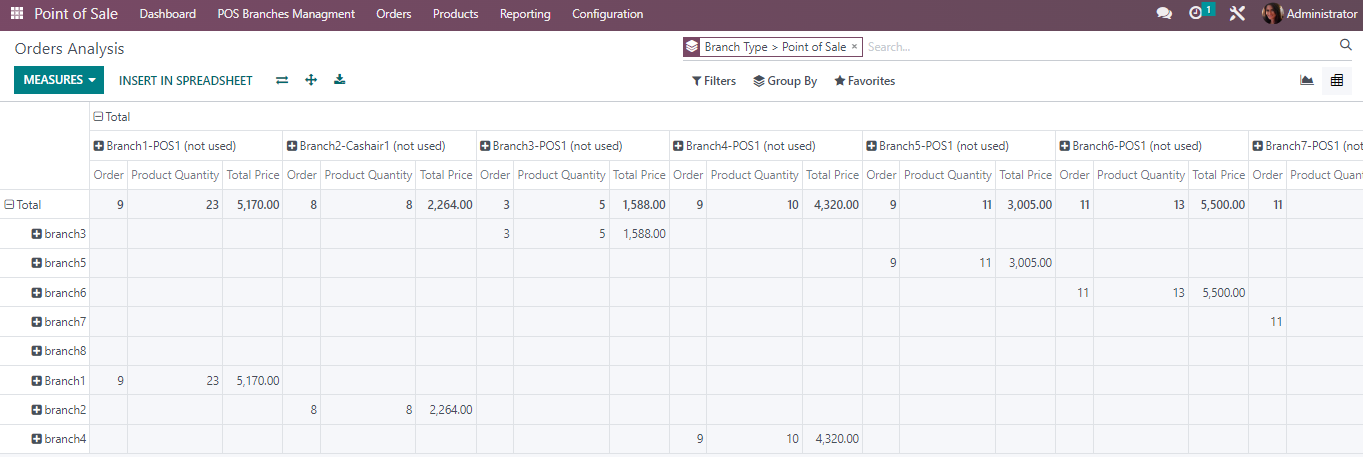 Point of Sale Dashboard POS Branches Managment Orders Products Reporting Configuration 1 Administrator
Orders Analysis Branch Type > Point of Sale × Search...
MEASURES INSERT IN SPREADSHEET Filters Group By Favorites
Total
Branch1-POS1 (not used) Branch2-Cashair1 (not used) Branch3-POS1 (not used) Branch4-POS1 (not used) Branch5-POS1 (not used) Branch6-POS1 (not used) Branch7-POS1 (not
Order Product Quantity Total Price Order Product Quantity Total Price Order Product Quantity Total Price Order Product Quantity Total Price Order Product Quantity Total Price Order Product Quantity Total Price Order Product Quant
Total 9 23 5,170.00 8 8 2,264.00 3 5 1,588.00 9 10 4,320.00 9 11 3,005.00 11 13 5,500.00 11
branch3 3 5 1,588.00
branch5 9 11 3,005.00
branch6 11 13 5,500.00
branch7 11
branch8
Branch1 9 23 5,170.00
branch2 8 8 2,264.00
branch4 9 10 4,320.00